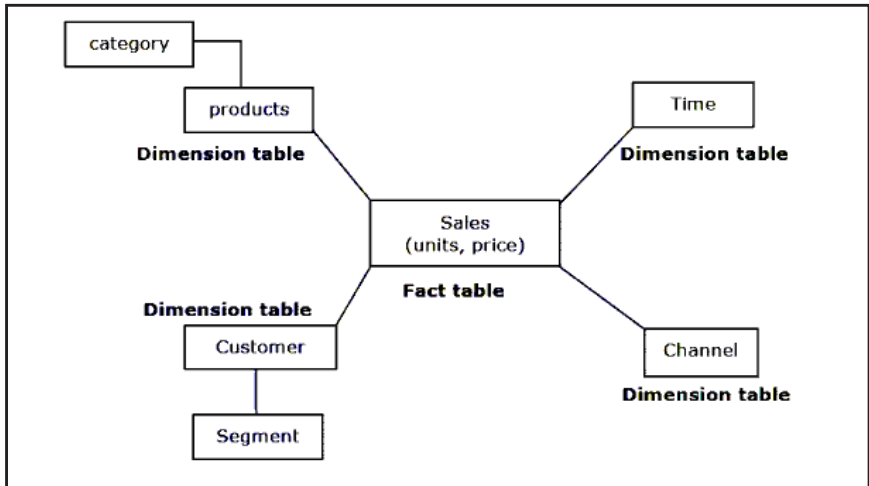 category
products
Dimension table
Time
Dimension table
Sales
(units, price)
Fact table
Dimension table
Customer
Segment
Channel
Dimension table